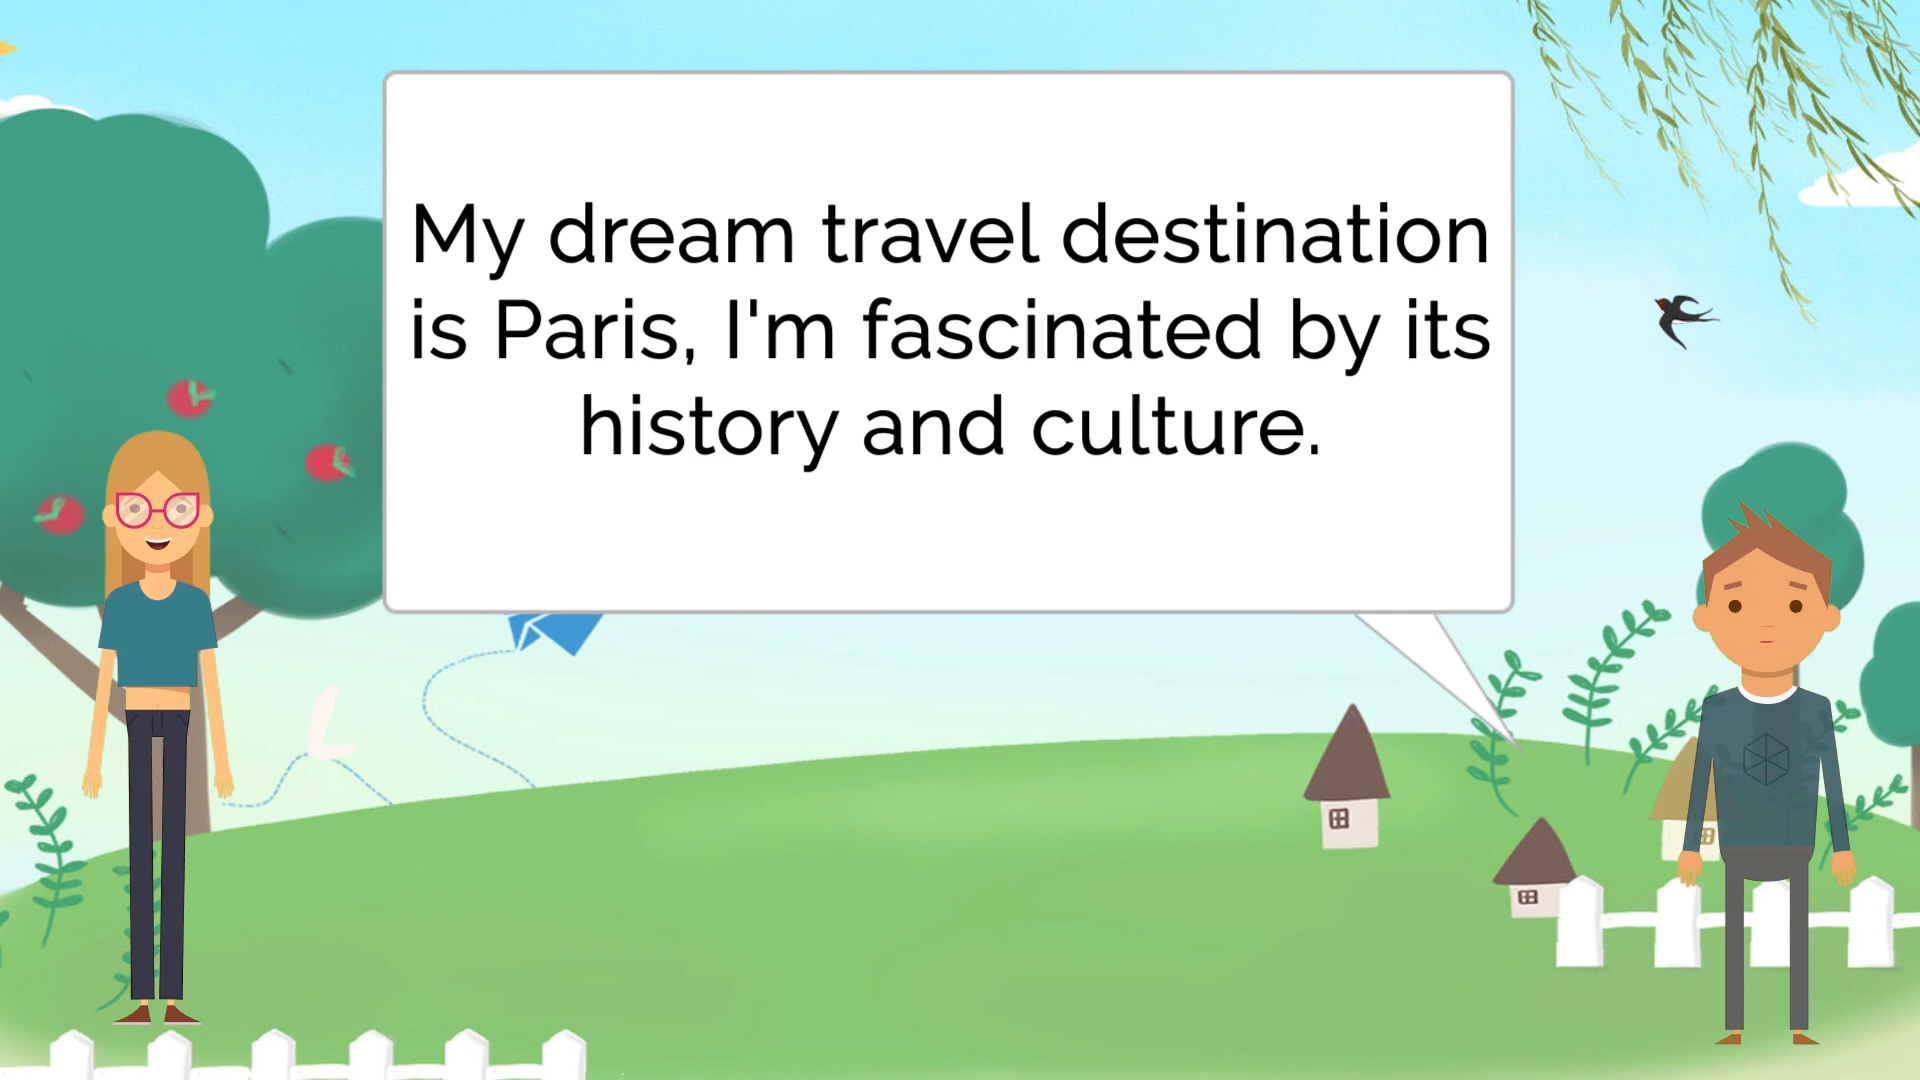 My dream travel destination
is Paris, I'm fascinated by its
history and culture.